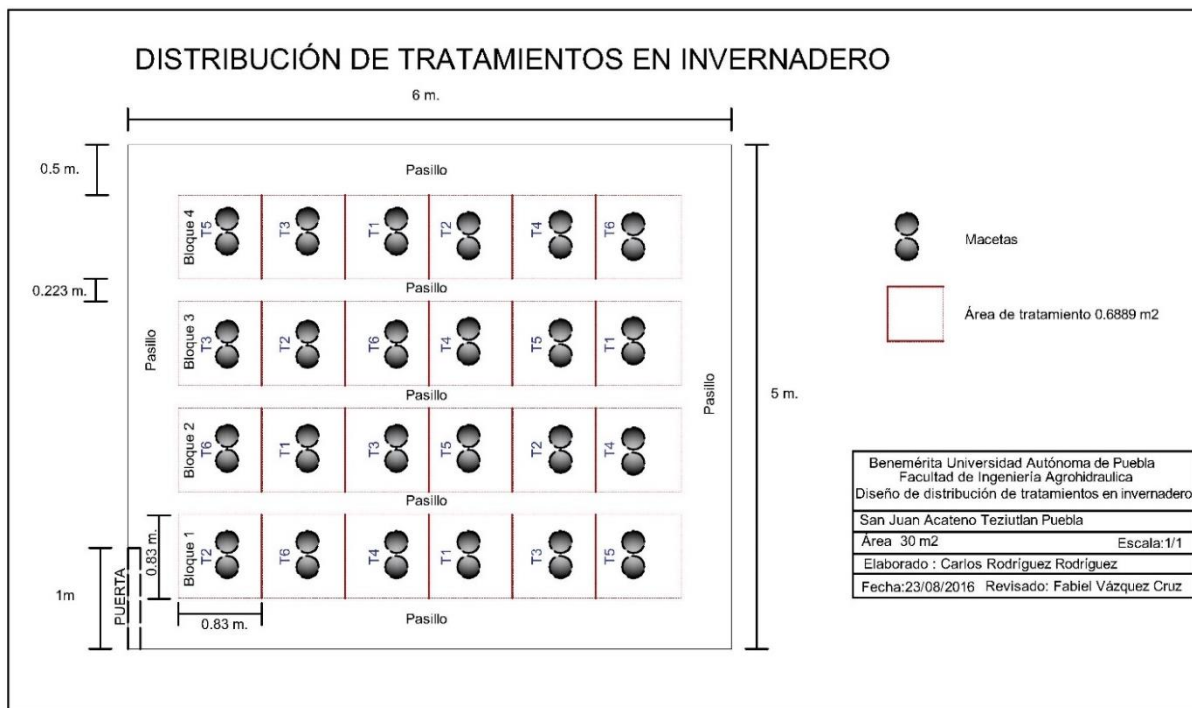 DISTRIBUCIÓN DE TRATAMIENTOS EN INVERNADERO
6 m.
0.5 m.
Pasillo
Bloque 4
T5
T3
T1
T2
T4
T6
0.223 m.
Pasillo
Bloque 3
T3
T2
T6
T4
T5
T1
Pasillo
Pasillo
Pasillo
5 m.
Bloque 2
T6
T1
T3
T5
T2
T4
Pasillo
Bloque 1
T2
T6
T4
T1
T3
T5
0.83 m.
1m
PUERTA
0.83 m.
Pasillo
Macetas
Área de tratamiento 0.6889 m2
Benemérita Universidad Autónoma de Puebla
Facultad de Ingeniería Agrohidraulica
Diseño de distribución de tratamientos en invernadero
San Juan Acateno Teziutlan Puebla
Área 30 m2 Escala:1/1
Elaborado : Carlos Rodríguez Rodríguez
Fecha:23/08/2016 Revisado: Fabiel Vázquez Cruz